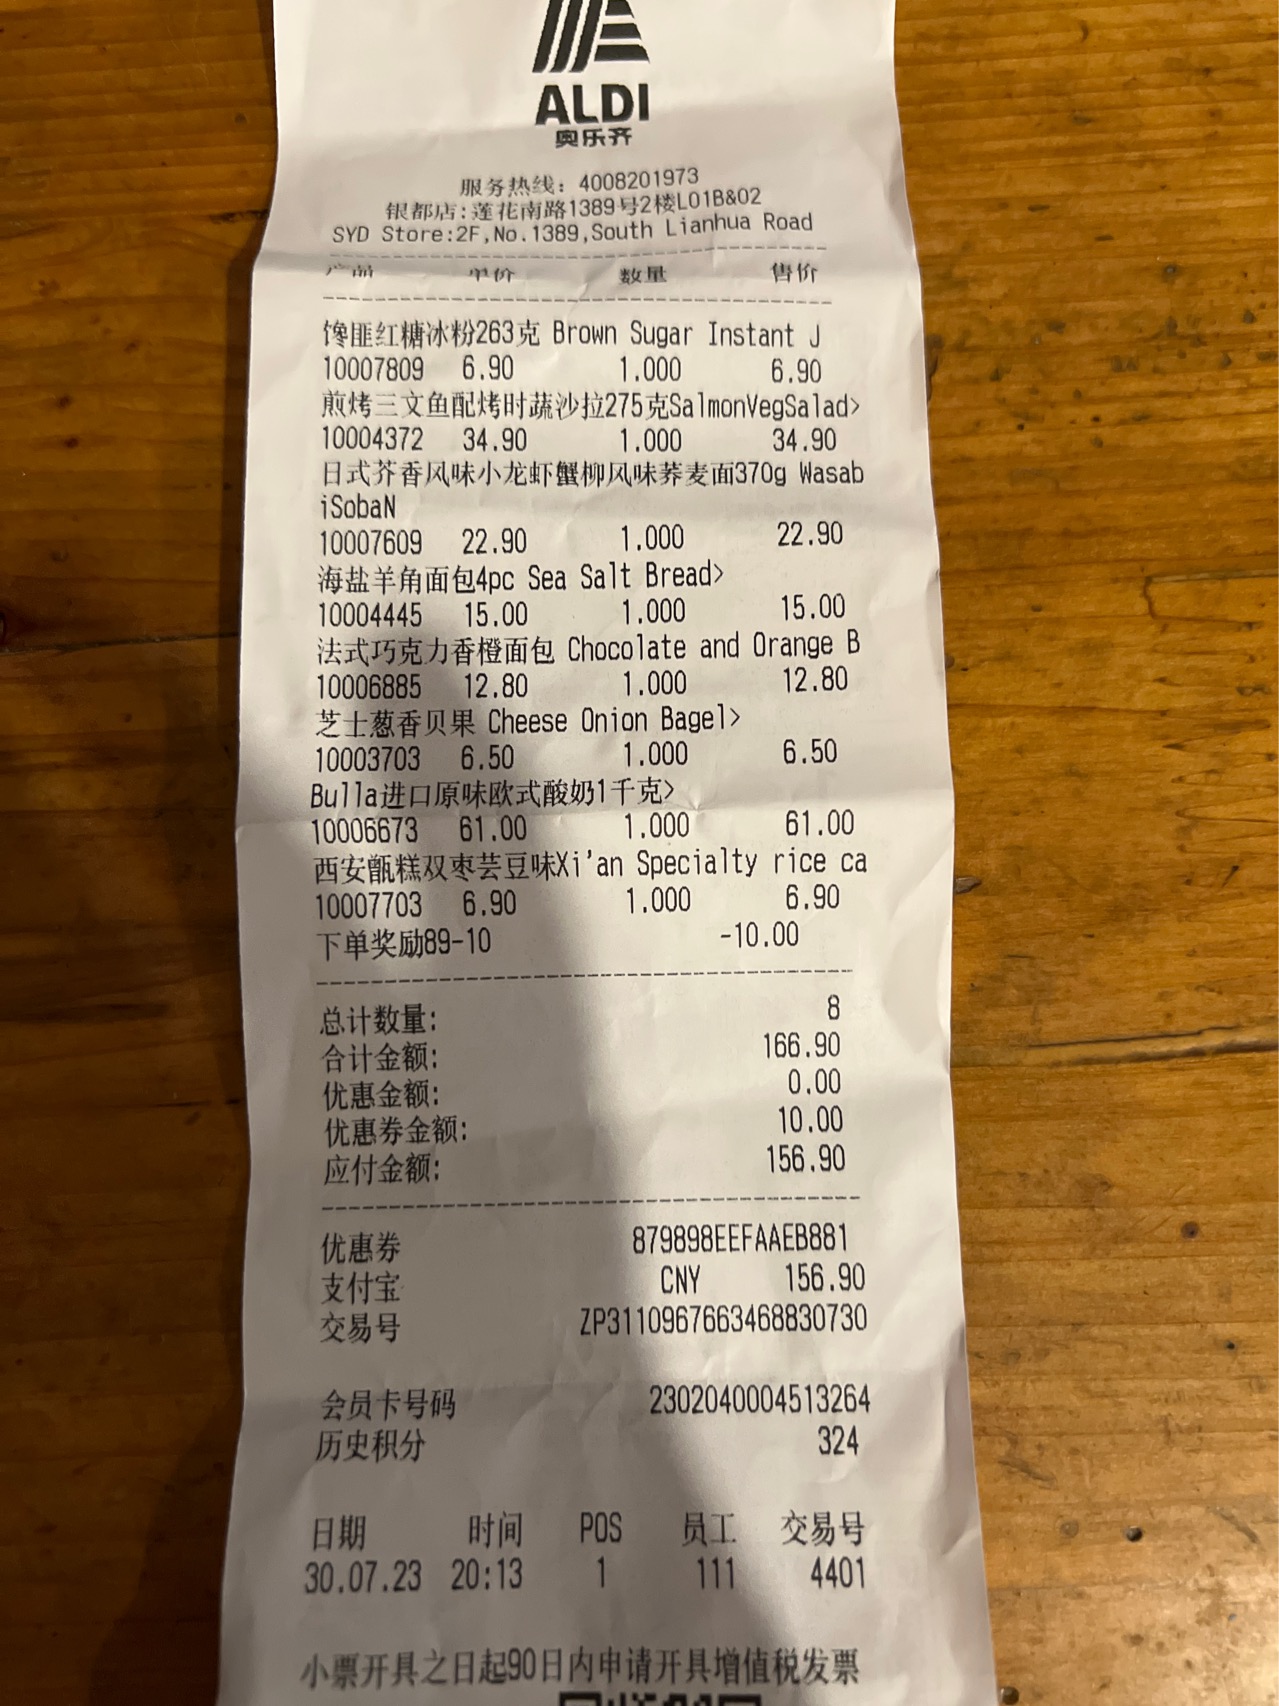 ALDI
奥乐齐
服务热线: 4008201973
银都店:莲花南路1389号2楼L01B&02
SYD Store:2F,No.1389,South Lianhua Road
产品 单价 数量 售价
馋匪红糖冰粉263克 Brown Sugar Instant J
10007809 6.90 1.000 6.90
煎烤三文鱼配烤时蔬沙拉275克SalmonVegSalad>
10004372 34.90 1.000 34.90
日式芥香风味小龙虾蟹柳风味荞麦面370g Wasab
iSobaN
10007609 22.90 1.000 22.90
海盐羊角面包4pc Sea Salt Bread>
10004445 15.00 1.000 15.00
法式巧克力香橙面包 Chocolate and Orange B
10006885 12.80 1.000 12.80
芝士葱香贝果 Cheese Onion Bagel>
10003703 6.50 1.000 6.50
Bulla进口原味欧式酸奶1千克>
10006673 61.00 1.000 61.00
西安甑糕双枣芸豆味Xi'an Specialty rice ca
10007703 6.90 1.000 6.90
下单奖励89-10 -10.00
总计数量: 8
合计金额: 166.90
优惠金额: 0.00
优惠券金额: 10.00
应付金额: 156.90
优惠券 879898EEFAAEB881
支付宝 CNY 156.90
交易号 ZP3110967663468830730
会员卡号码 2302040004513264
历史积分 324
日期 时间 POS 员工 交易号
30.07.23 20:13 1 111 4401
小票开具之日起90日内申请开具增值税发票